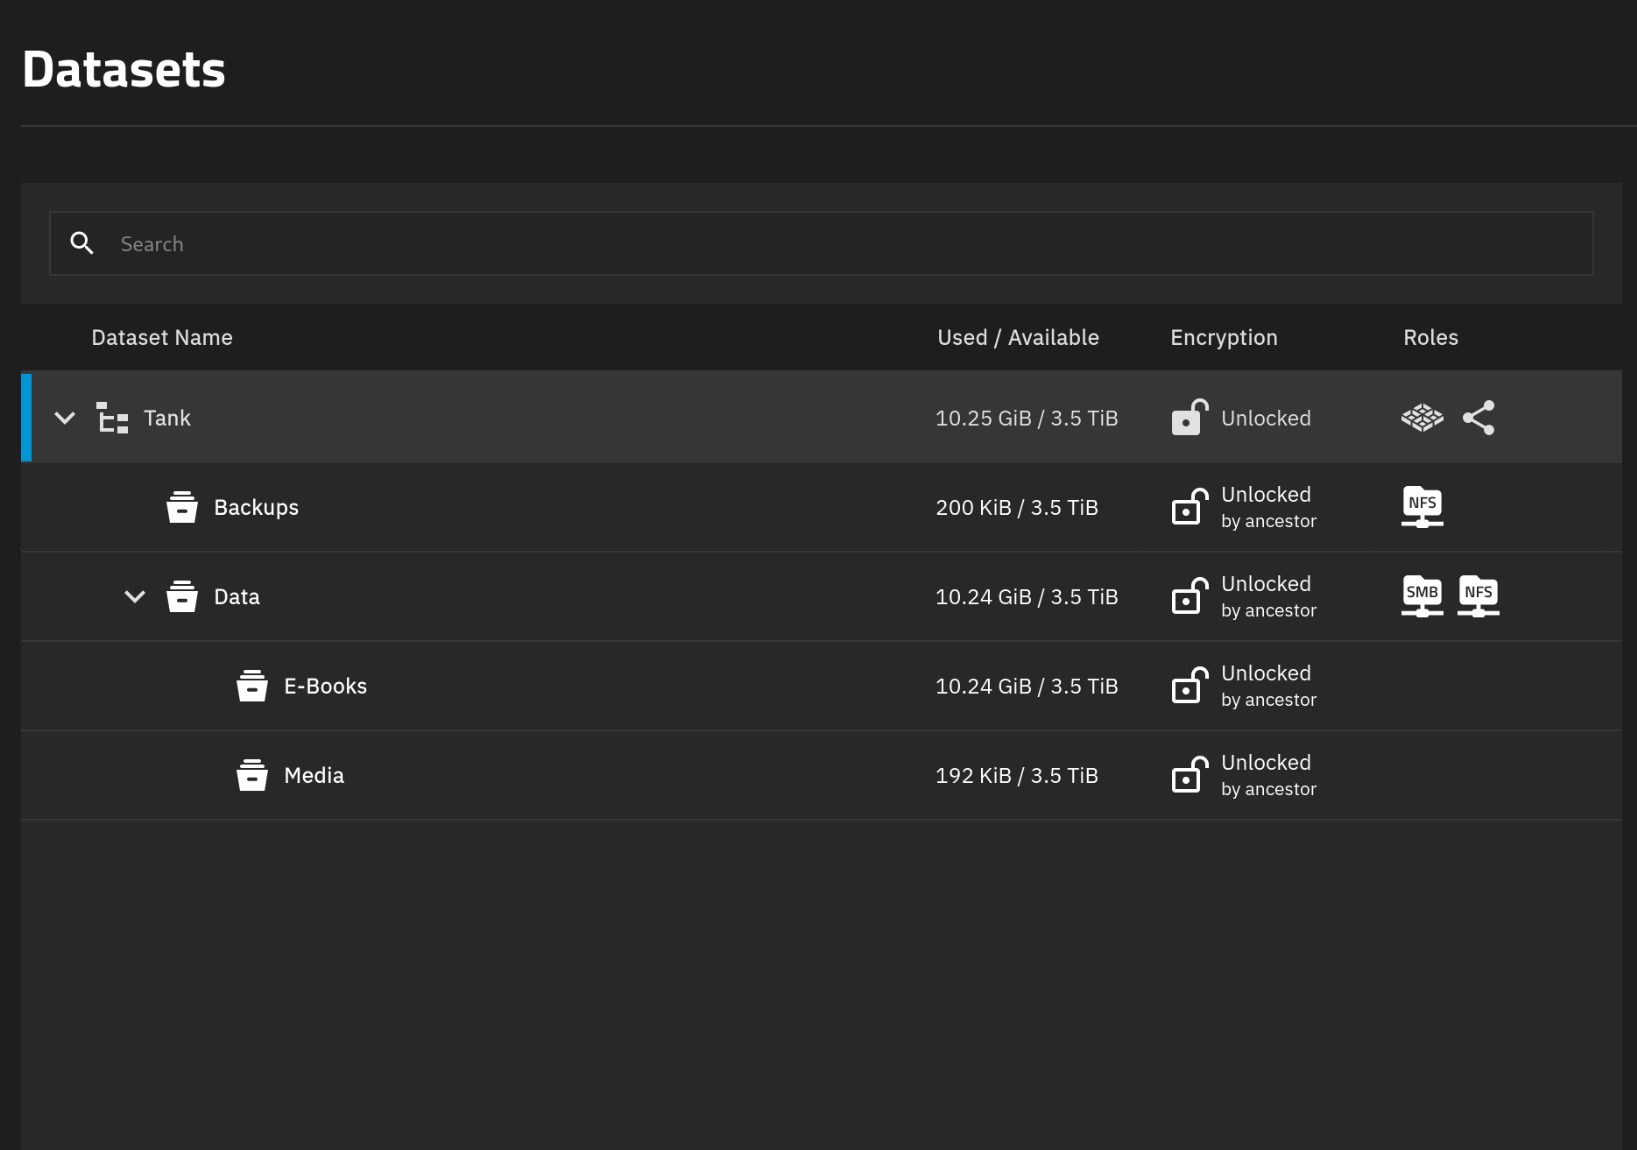 Datasets
Search
Dataset Name Used / Available Encryption Roles
Tank 10.25 GiB / 3.5 TiB Unlocked
Backups 200 KiB / 3.5 TiB Unlocked by ancestor NFS
Data 10.24 GiB / 3.5 TiB Unlocked by ancestor SMB NFS
E-Books 10.24 GiB / 3.5 TiB Unlocked by ancestor
Media 192 KiB / 3.5 TiB Unlocked by ancestor